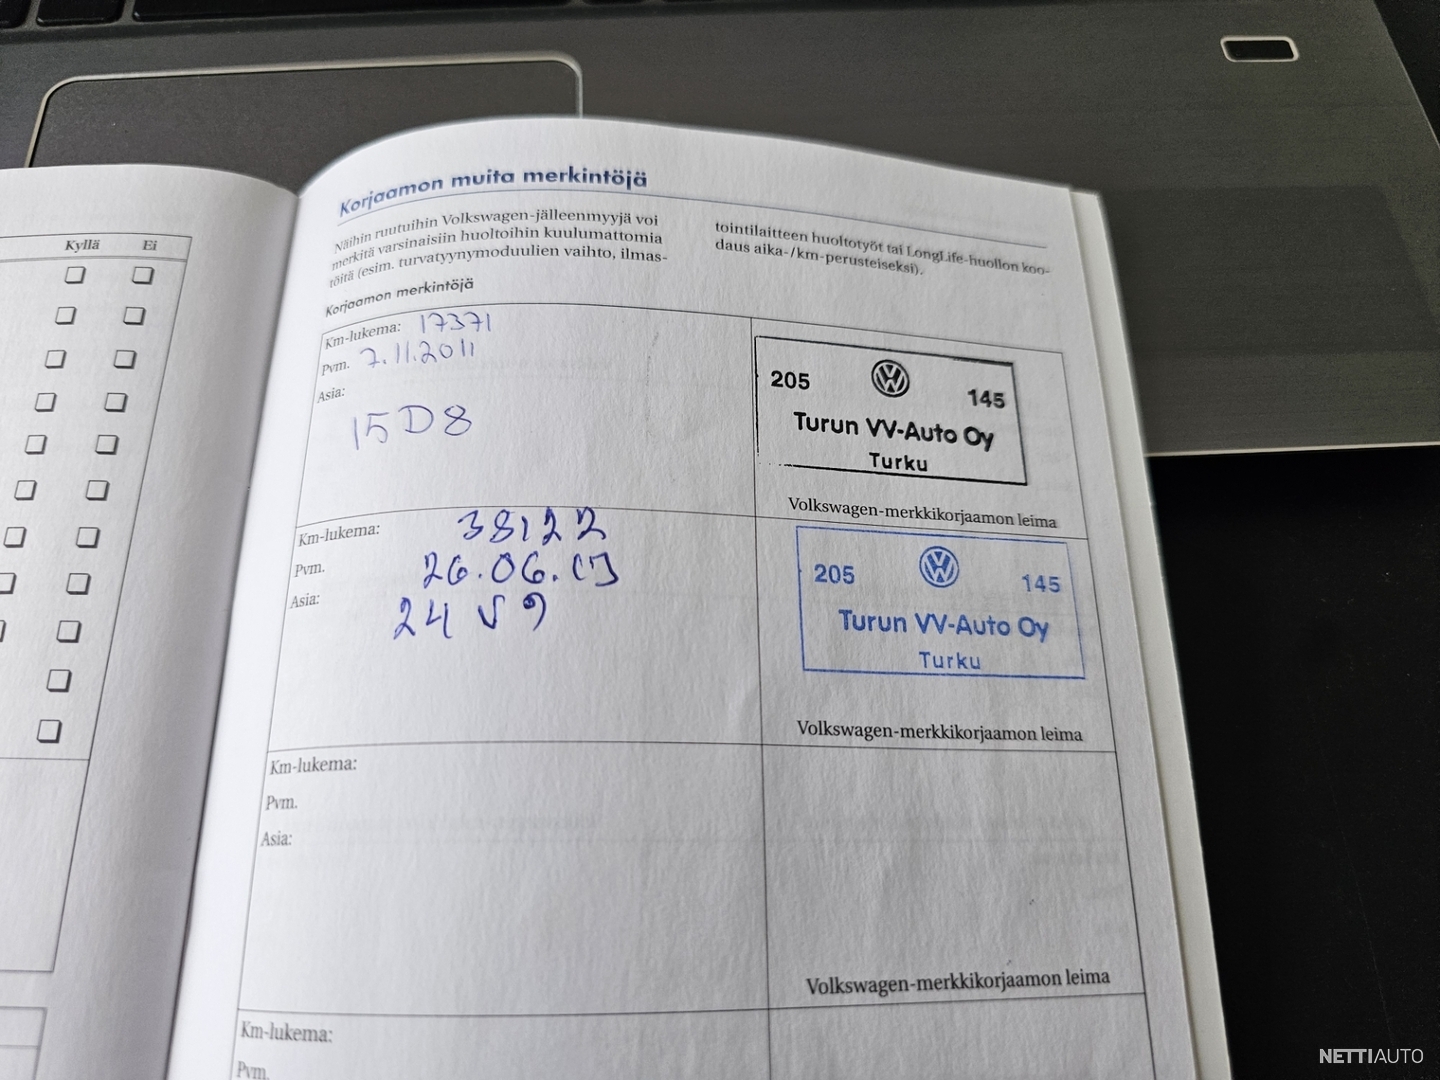 Kyllä Ei
Korjaamon muita merkintöjä
Näihin ruutuihin Volkswagen-jälleenmyyjä voi
merkitä varsinaisiin huoltoihin kuulumattomia
töitä (esim. turvatyynymoduulien vaihto, ilmas-
tointilaitteen huoltotyöt tai LongLife-huollon koo-
daus aika-/km-perusteiseksi).
Korjaamon merkintöjä
Km-lukema: 17371
Pvm. 7.11.2011
Asia:
15D8
205 145
Turun VV-Auto Oy
Turku
Volkswagen-merkkikorjaamon leima
Km-lukema: 38122
Pvm. 26.06.
Asia: 24
205 145
Turun VV-Auto Oy
Turku
Volkswagen-merkkikorjaamon leima
Km-lukema:
Pvm.
Asia:
Volkswagen-merkkikorjaamon leima
Km-lukema:
Pvm.
NETTIAUTO